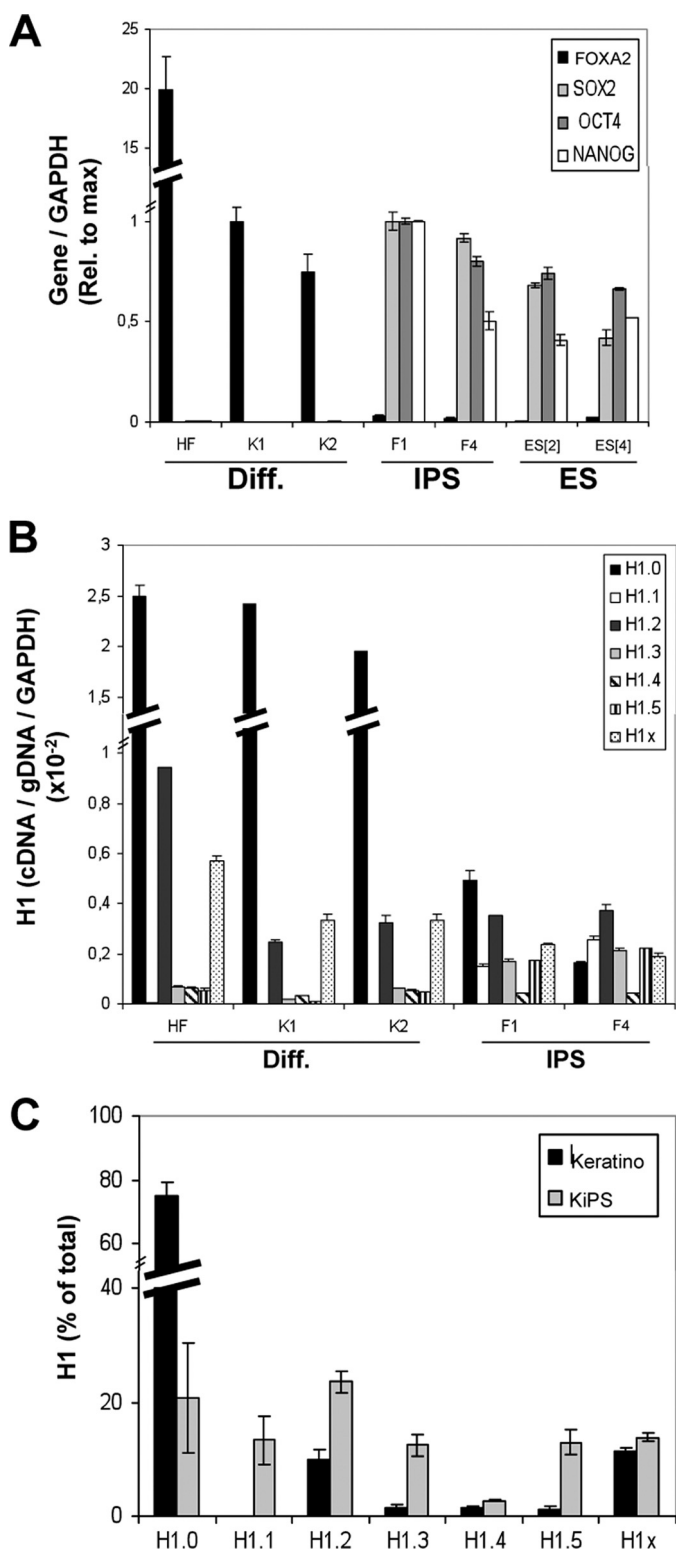 A
Gene / GAPDH
(Rel. to max)
25
20
15
1
0,5
0
FOXA2
SOX2
OCT4
NANOG
HF K1 K2 F1 F4 ES[2] ES[4]
Diff. IPS ES
B
H1 (cDNA / gDNA / GAPDH)
(x10-2)
3
2,5
2
1,5
1
0,8
0,6
0,4
0,2
0
H1.0
H1.1
H1.2
H1.3
H1.4
H1.5
H1x
HF K1 K2 F1 F4
Diff. IPS
C
H1 (% of total)
100
80
60
40
20
0
Keratino
KiPS
H1.0 H1.1 H1.2 H1.3 H1.4 H1.5 H1x